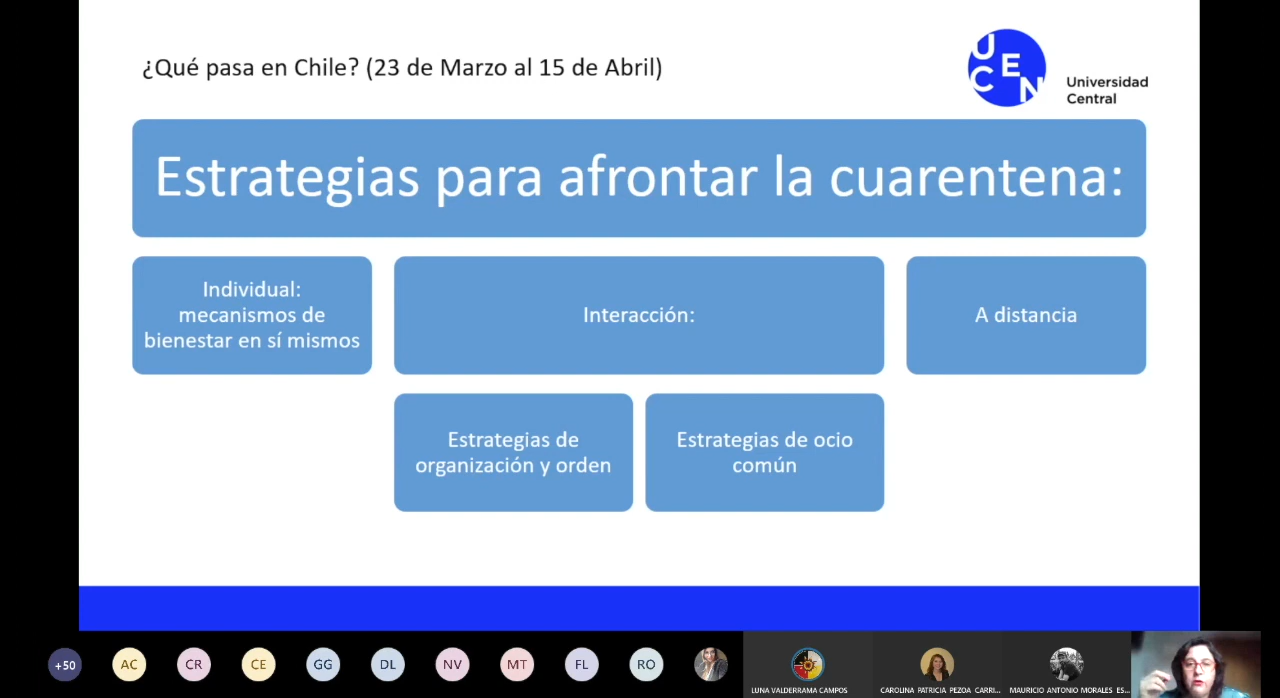 ¿Qué pasa en Chile? (23 de Marzo al 15 de Abril)
UCEN
Universidad
Central
Estrategias para afrontar la cuarentena:
Individual:
mecanismos de
bienestar en sí mismos
Interacción:
A distancia
Estrategias de
organización y orden
Estrategias de ocio
común
+50
AC
CR
CE
GG
DL
NV
MT
FL
RO
LUNA VALDERRAMA CAMPOS
CAROLINA PATRICIA PEZOA CARRI...
MAURICIO ANTONIO MORALES ES...